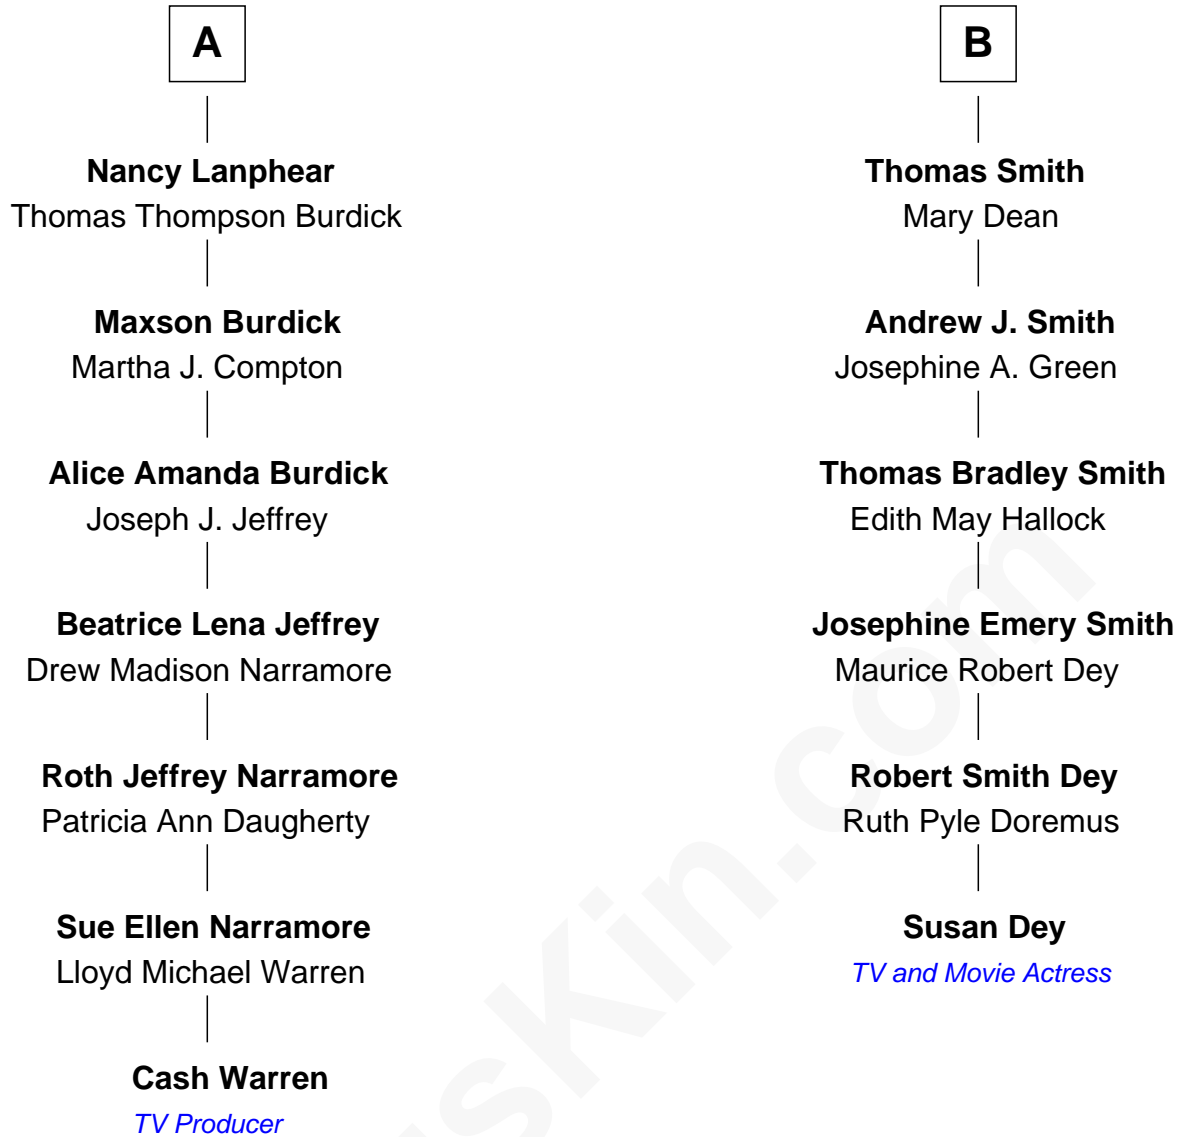 A
Nancy Lanphear
Thomas Thompson Burdick
Maxson Burdick
Martha J. Compton
Alice Amanda Burdick
Joseph J. Jeffrey
Beatrice Lena Jeffrey
Drew Madison Narramore
Roth Jeffrey Narramore
Patricia Ann Daugherty
Sue Ellen Narramore
Lloyd Michael Warren
Cash Warren
TV Producer
B
Thomas Smith
Mary Dean
Andrew J. Smith
Josephine A. Green
Thomas Bradley Smith
Edith May Hallock
Josephine Emery Smith
Maurice Robert Dey
Robert Smith Dey
Ruth Pyle Doremus
Susan Dey
TV and Movie Actress